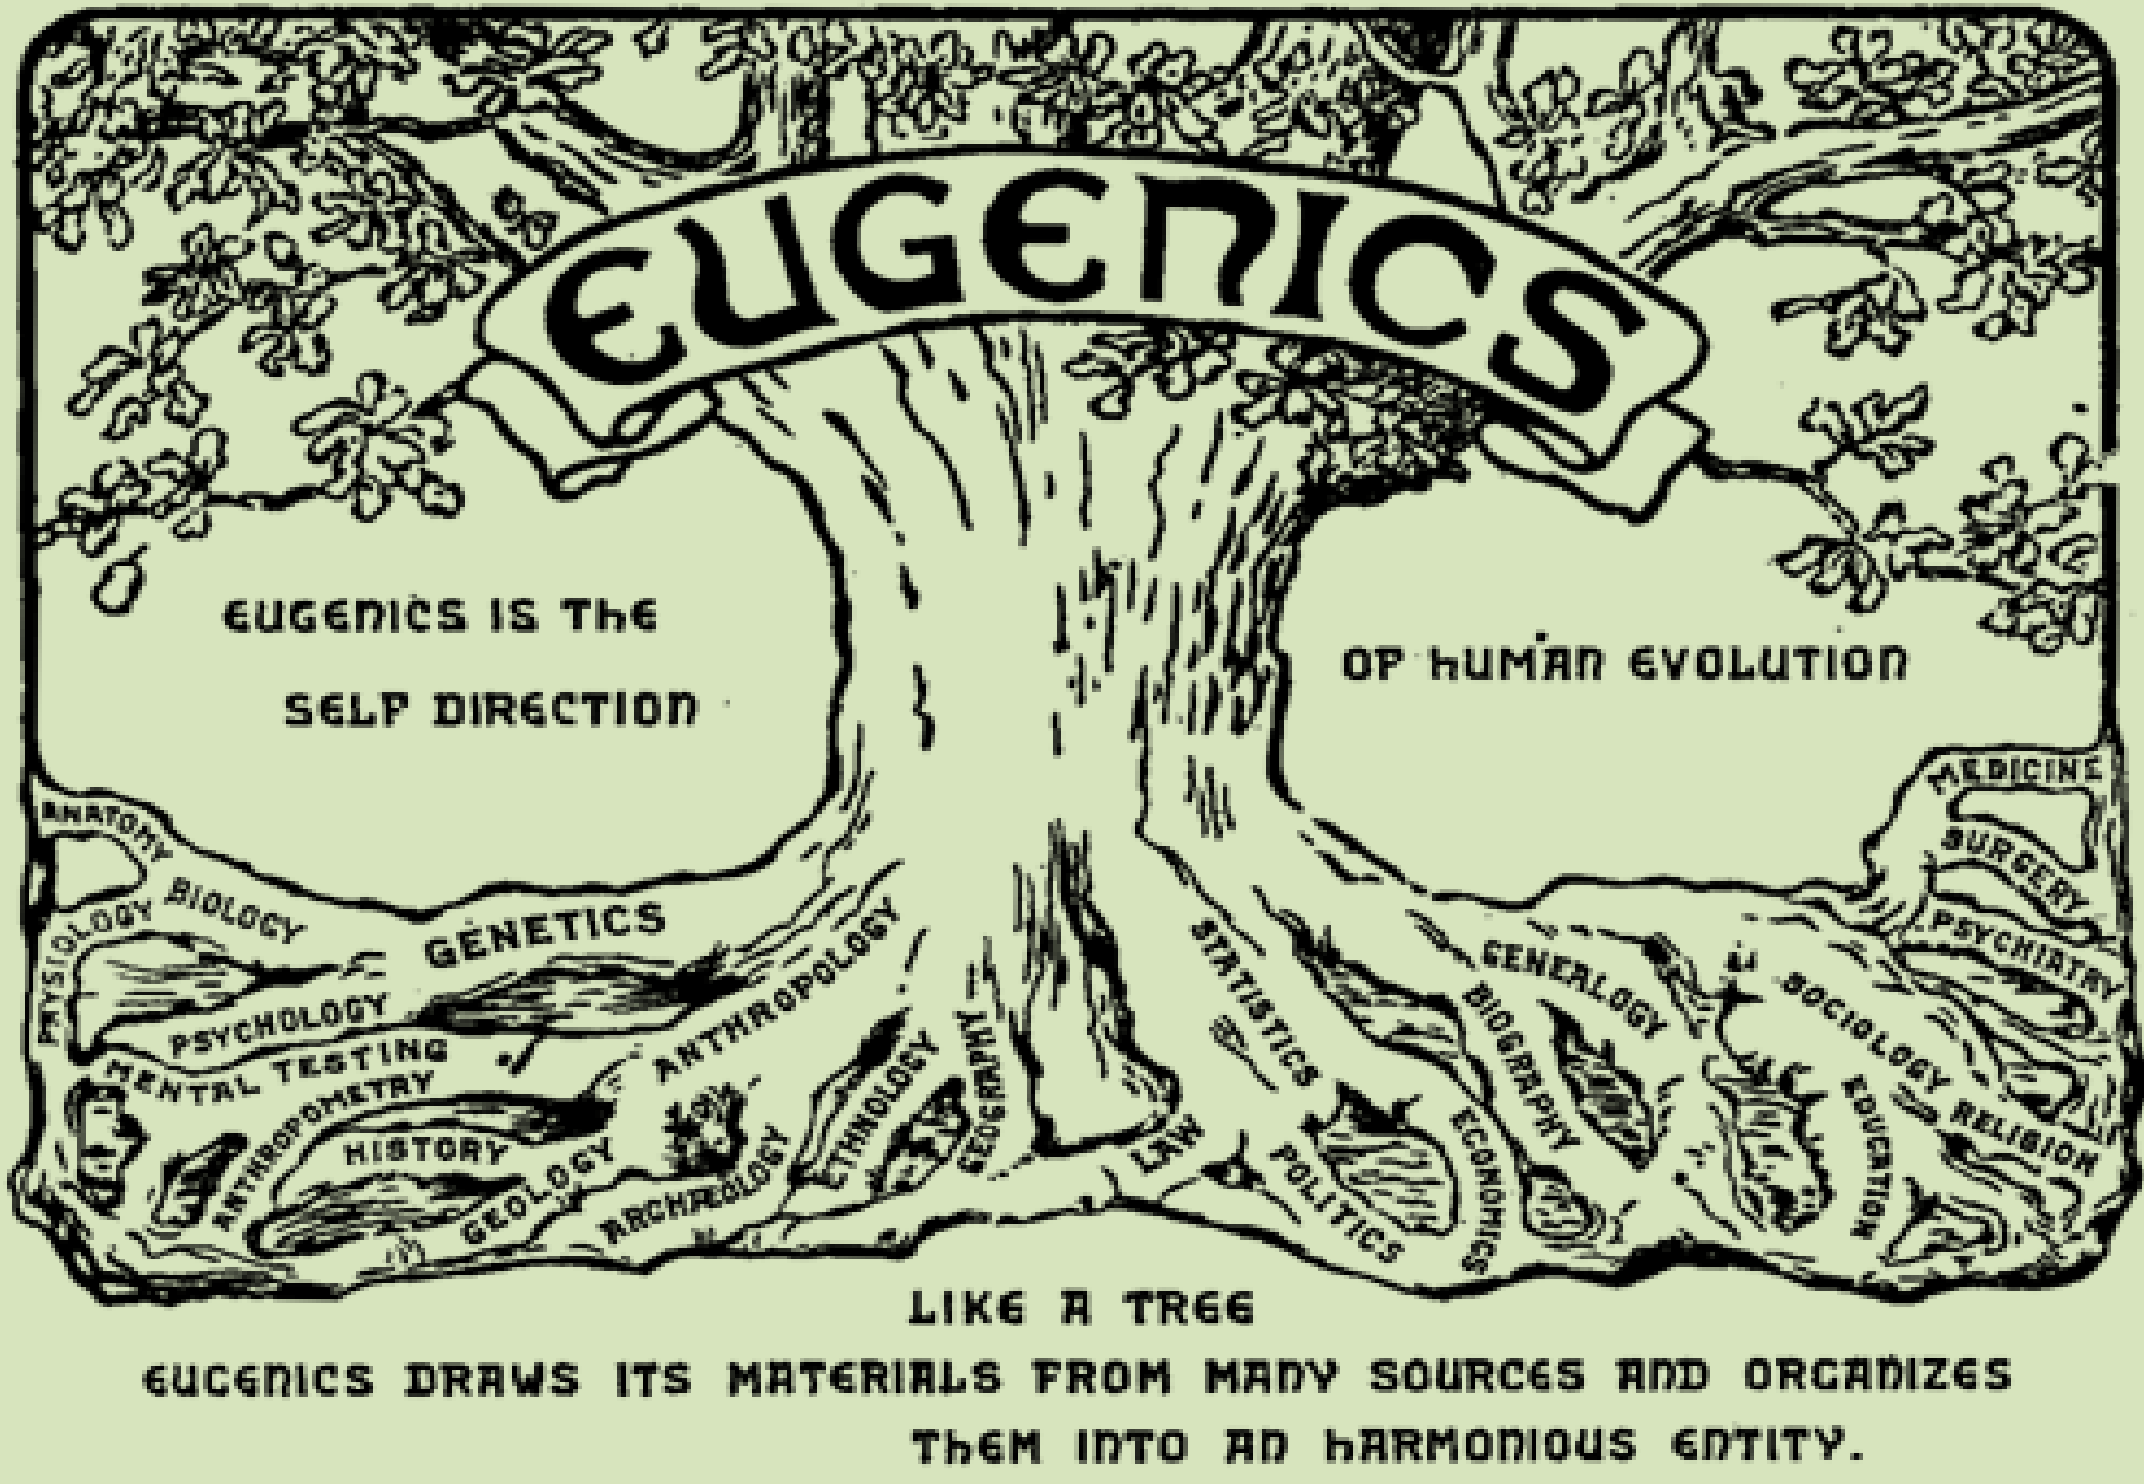 EUGENICS
EUGENICS IS THE
SELF DIRECTION
OF HUMAN EVOLUTION
ANATOMY
BIOLOGY
PHYSIOLOGY
GENETICS
PSYCHOLOGY
MENTAL TESTING
ANTHROPOMETRY
HISTORY
GEOLOGY
ANTHROPOLOGY
ARCHÆOLOGY
ETHNOLOGY
GEOGRAPHY
LAW
STATISTICS
POLITICS
ECONOMICS
BIOGRAPHY
GENEALOGY
EDUCATION
SOCIOLOGY
RELIGION
PSYCHIATRY
SURGERY
MEDICINE
LIKE A TREE
EUGENICS DRAWS ITS MATERIALS FROM MANY SOURCES AND ORGANIZES
THEM INTO AN HARMONIOUS ENTITY.